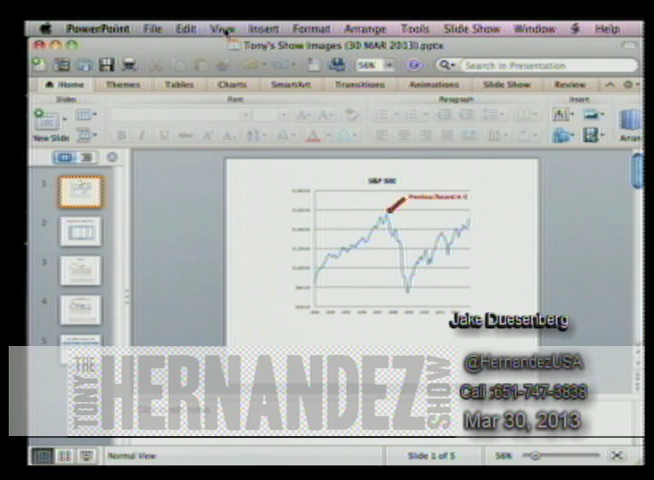 PowerPoint File Edit View Insert Format Arrange Tools Slide Show Window Help
Tony's Show Images (30 MAR 2013).pptx
56% Search in Presentation
Home Themes Tables Charts SmartArt Transitions Animations Slide Show Review
Slides Font Paragraph Insert
New Slide
S&P 500
Jake Duesenberg
TONY THE HERNANDEZ SHOW
@HernandezUSA
Call :651-747-3838
Mar 30, 2013
Normal View Slide 1 of 5 56%